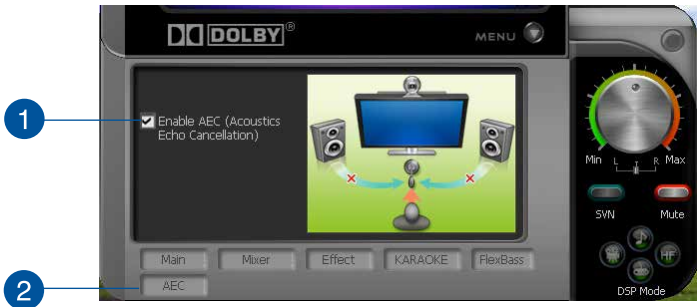 DOLBY®
MENU
1
Enable AEC (Acoustics
Echo Cancellation)
Min L R Max
SVN Mute
Main Mixer Effect KARAOKE FlexBass
HF
2
AEC
DSP Mode